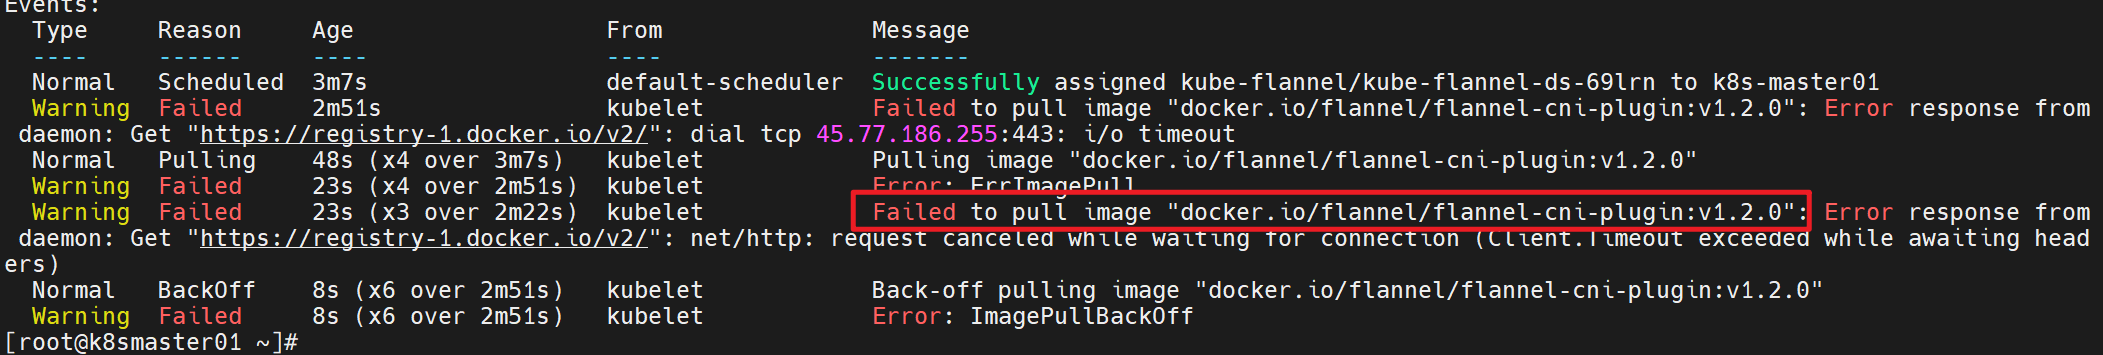 Events:
  Type     Reason     Age                   From               Message
  ----     ------     ----                  ----               -------
  Normal   Scheduled  3m7s                  default-scheduler  Successfully assigned kube-flannel/kube-flannel-ds-69lrn to k8s-master01
  Warning  Failed     2m51s                 kubelet            Failed to pull image "docker.io/flannel/flannel-cni-plugin:v1.2.0": Error response from
 daemon: Get "https://registry-1.docker.io/v2/": dial tcp 45.77.186.255:443: i/o timeout
  Normal   Pulling    48s (x4 over 3m7s)    kubelet            Pulling image "docker.io/flannel/flannel-cni-plugin:v1.2.0"
  Warning  Failed     23s (x4 over 2m51s)   kubelet            Error: ErrImagePull
  Warning  Failed     23s (x3 over 2m22s)   kubelet            Failed to pull image "docker.io/flannel/flannel-cni-plugin:v1.2.0": Error response from
 daemon: Get "https://registry-1.docker.io/v2/": net/http: request canceled while waiting for connection (Client.Timeout exceeded while awaiting head
ers)
  Normal   BackOff    8s (x6 over 2m51s)    kubelet            Back-off pulling image "docker.io/flannel/flannel-cni-plugin:v1.2.0"
  Warning  Failed     8s (x6 over 2m51s)    kubelet            Error: ImagePullBackOff
[root@k8smaster01 ~]#